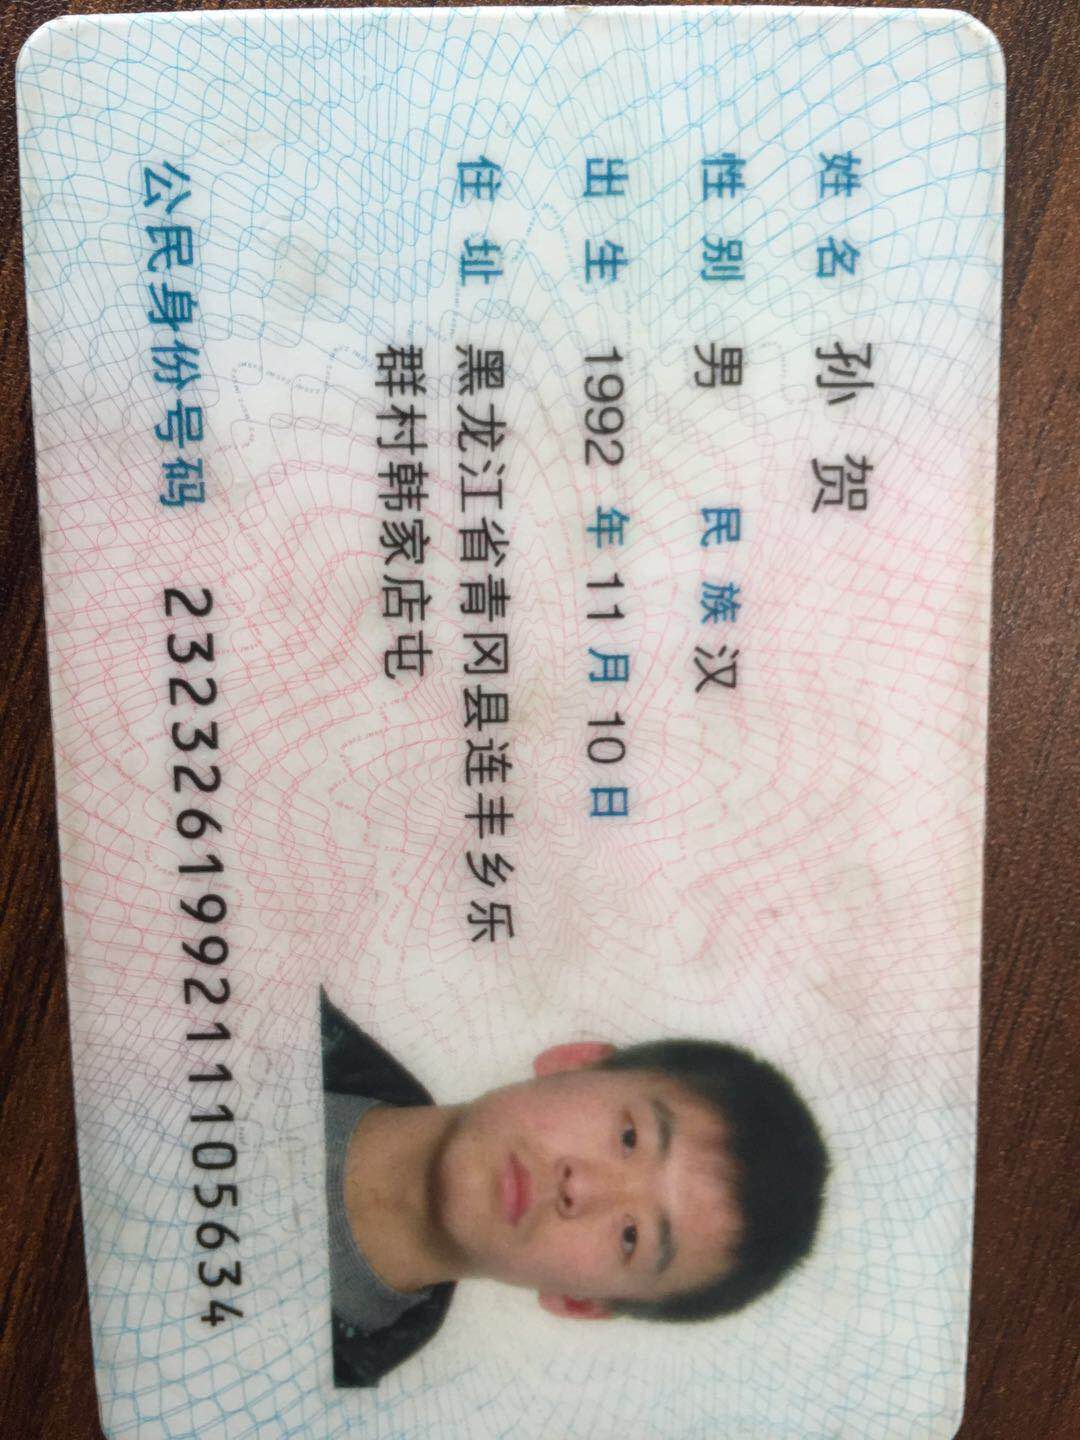 姓名 孙贺
性别 男 民族 汉
出生 1992 年 11 月 10 日
住址 黑龙江省青冈县连丰乡乐
群村韩家店屯
公民身份号码 232326199211105634